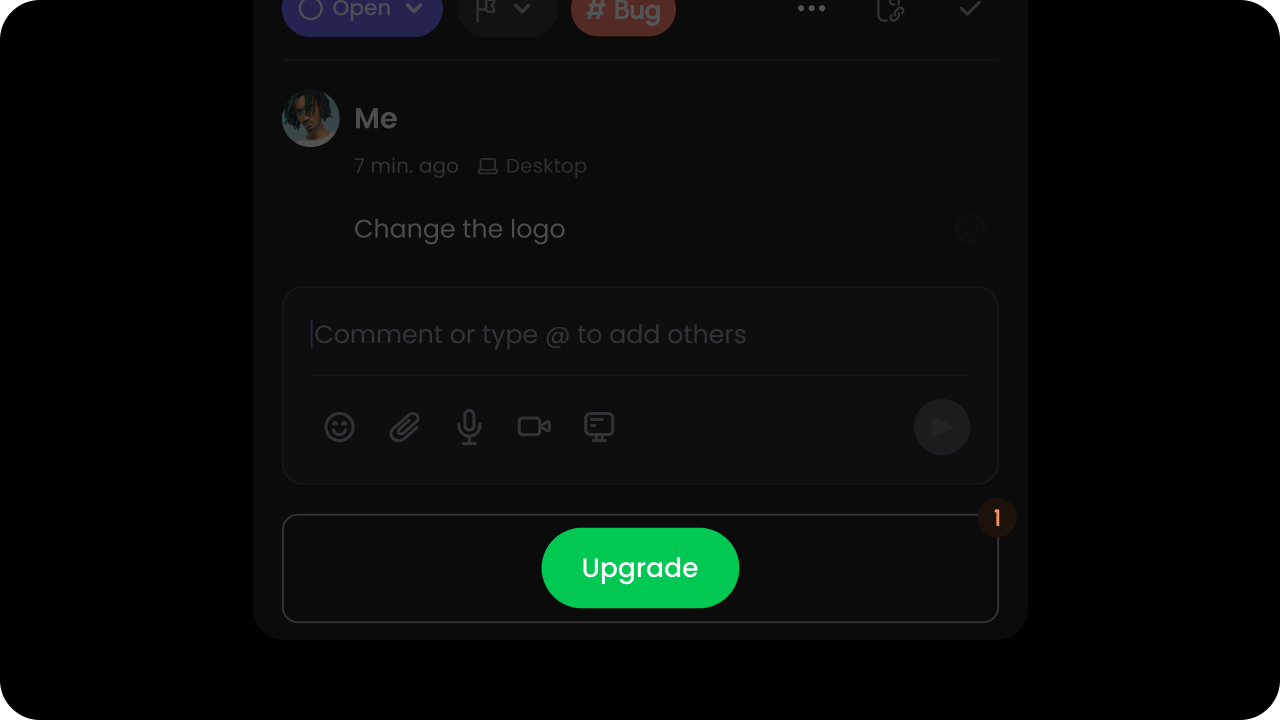 Open
# Bug
Me
7 min. ago Desktop
Change the logo
Comment or type @ to add others
1
Upgrade